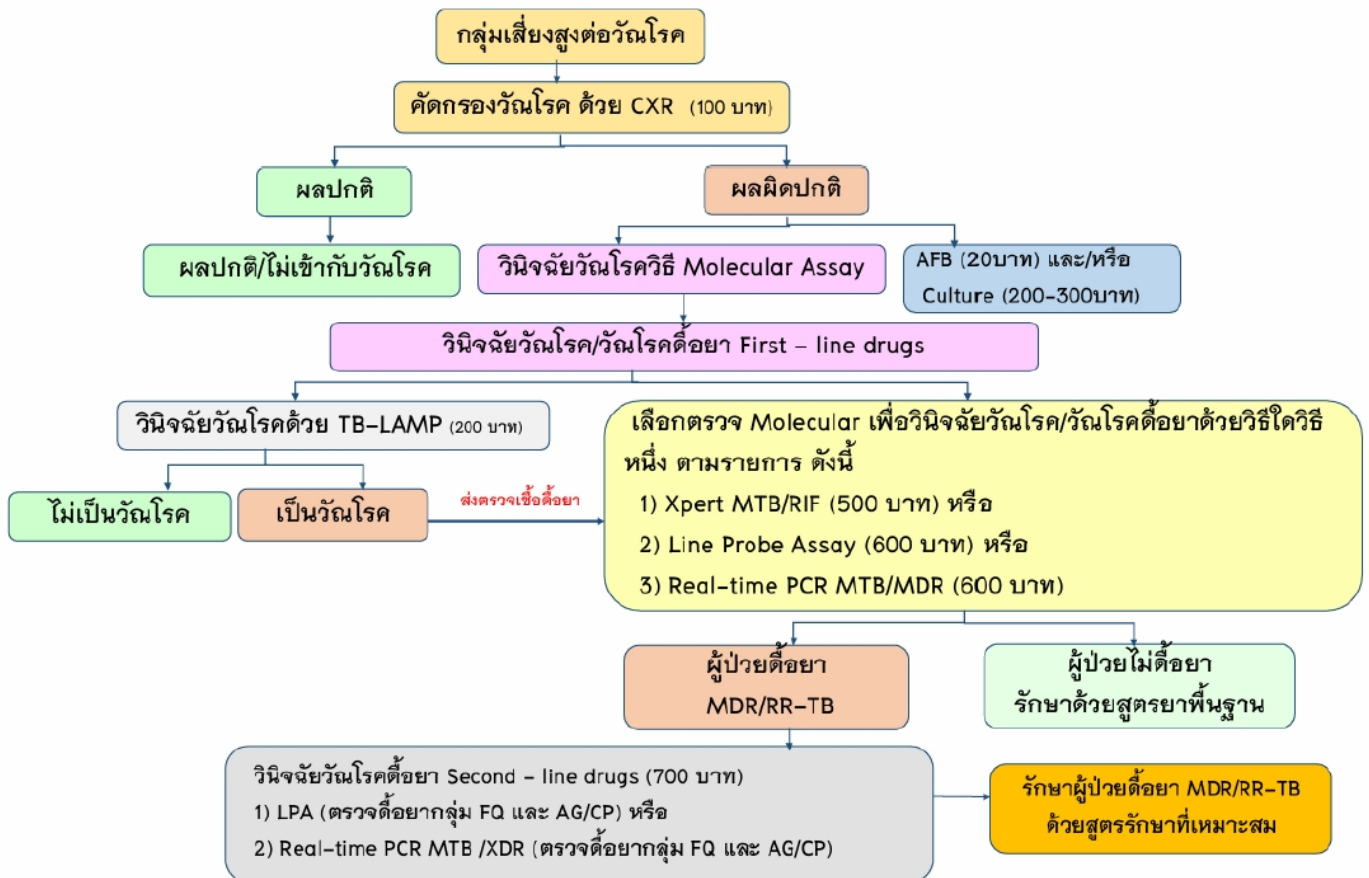 กลุ่มเสี่ยงสูงต่อวัณโรค
คัดกรองวัณโรค ด้วย CXR (100 บาท)
ผลปกติ
ผลผิดปกติ
ผลปกติ/ไม่เข้ากับวัณโรค
วินิจฉัยวัณโรควิธี Molecular Assay
AFB (20บาท) และ/หรือ
Culture (200-300บาท)
วินิจฉัยวัณโรค/วัณโรคดื้อยา First – line drugs
วินิจฉัยวัณโรคด้วย TB-LAMP (200 บาท)
ไม่เป็นวัณโรค
เป็นวัณโรค
ส่งตรวจเชื้อดื้อยา
เลือกตรวจ Molecular เพื่อวินิจฉัยวัณโรค/วัณโรคดื้อยาด้วยวิธีใดวิธี
หนึ่ง ตามรายการ ดังนี้
1) Xpert MTB/RIF (500 บาท) หรือ
2) Line Probe Assay (600 บาท) หรือ
3) Real-time PCR MTB/MDR (600 บาท)
ผู้ป่วยดื้อยา
MDR/RR-TB
ผู้ป่วยไม่ดื้อยา
รักษาด้วยสูตรยาพื้นฐาน
วินิจฉัยวัณโรคดื้อยา Second - line drugs (700 บาท)
1) LPA (ตรวจดื้อยากลุ่ม FQ และ AG/CP) หรือ
2) Real-time PCR MTB /XDR (ตรวจดื้อยากลุ่ม FQ และ AG/CP)
รักษาผู้ป่วยดื้อยา MDR/RR-TB
ด้วยสูตรรักษาที่เหมาะสม